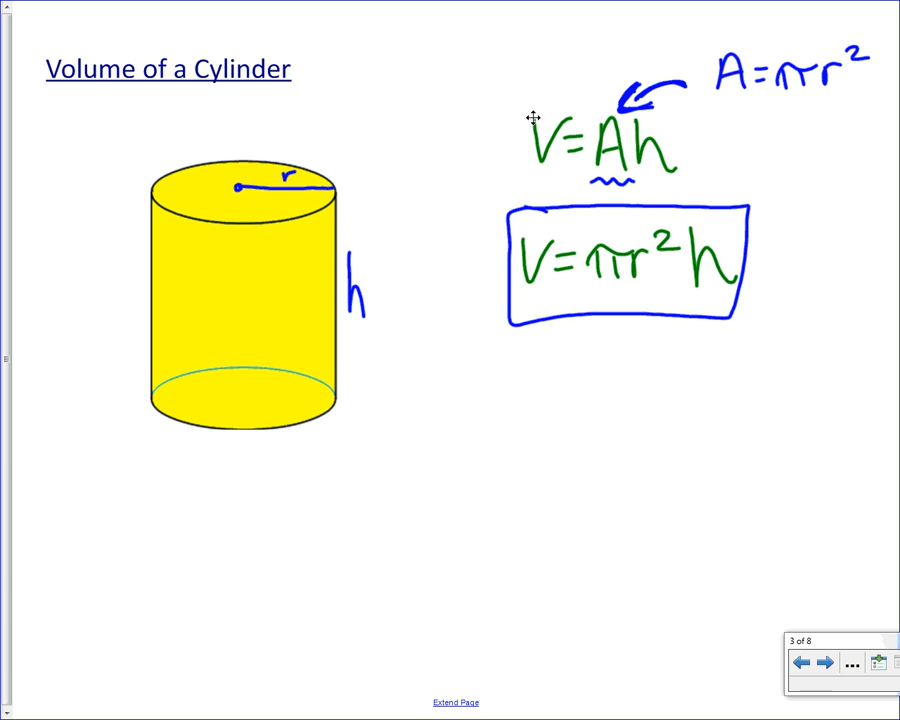 Volume of a Cylinder
A=πr²
V=Ah
r
V=πr²h
h
3 of 8
...
Extend Page